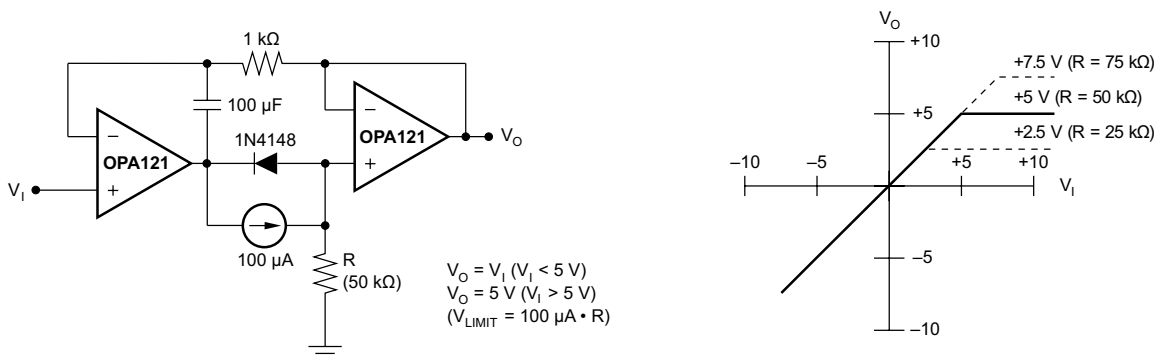 1 kΩ
100 µF
−
OPA121
+
V_I
1N4148
−
OPA121
+
V_O
100 µA
R
(50 kΩ)
V_O = V_I (V_I < 5 V)
V_O = 5 V (V_I > 5 V)
(V_LIMIT = 100 µA • R)
V_O
+10
+7.5 V (R = 75 kΩ)
+5 V (R = 50 kΩ)
+5
+2.5 V (R = 25 kΩ)
−10
−5
+5
+10
V_I
−5
−10